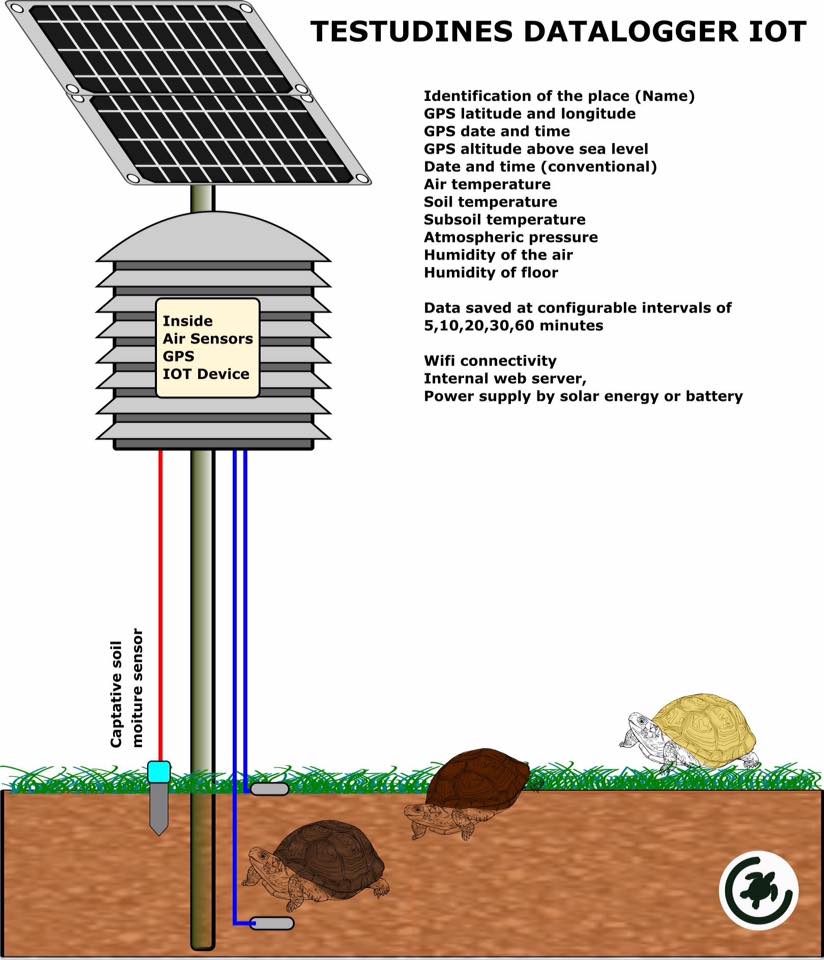 TESTUDINES DATALOGGER IOT
Identification of the place (Name)
GPS latitude and longitude
GPS date and time
GPS altitude above sea level
Date and time (conventional)
Air temperature
Soil temperature
Subsoil temperature
Atmospheric pressure
Humidity of the air
Humidity of floor
Data saved at configurable intervals of
5,10,20,30,60 minutes
Wifi connectivity
Internal web server,
Power supply by solar energy or battery
Inside
Air Sensors
GPS
IOT Device
Captative soil
moiture sensor